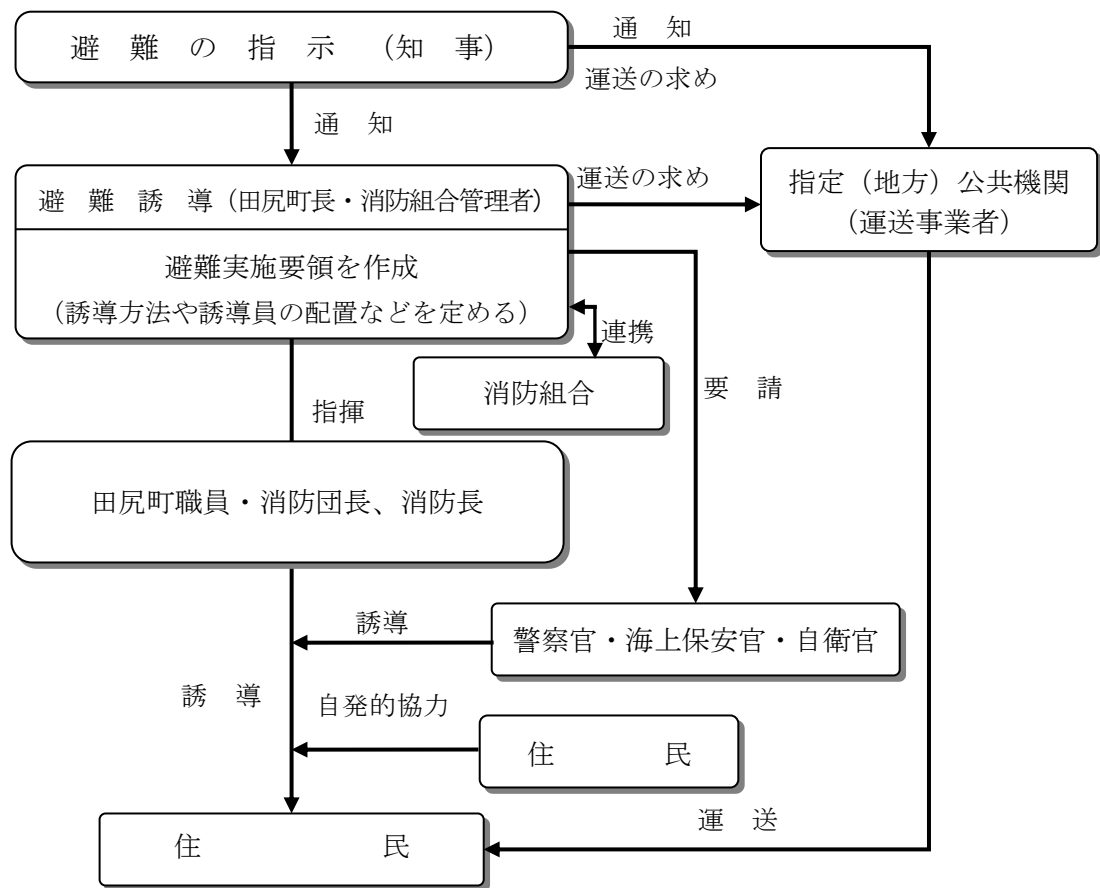 避難の指示（知事）
通知
運送の求め
通知
避難誘導（田尻町長・消防組合管理者）
運送の求め
指定（地方）公共機関
（運送事業者）
避難実施要領を作成
（誘導方法や誘導員の配置などを定める）
連携
消防組合
要請
指揮
田尻町職員・消防団長、消防長
誘導
警察官・海上保安官・自衛官
誘導
自発的協力
住民
運送
住民